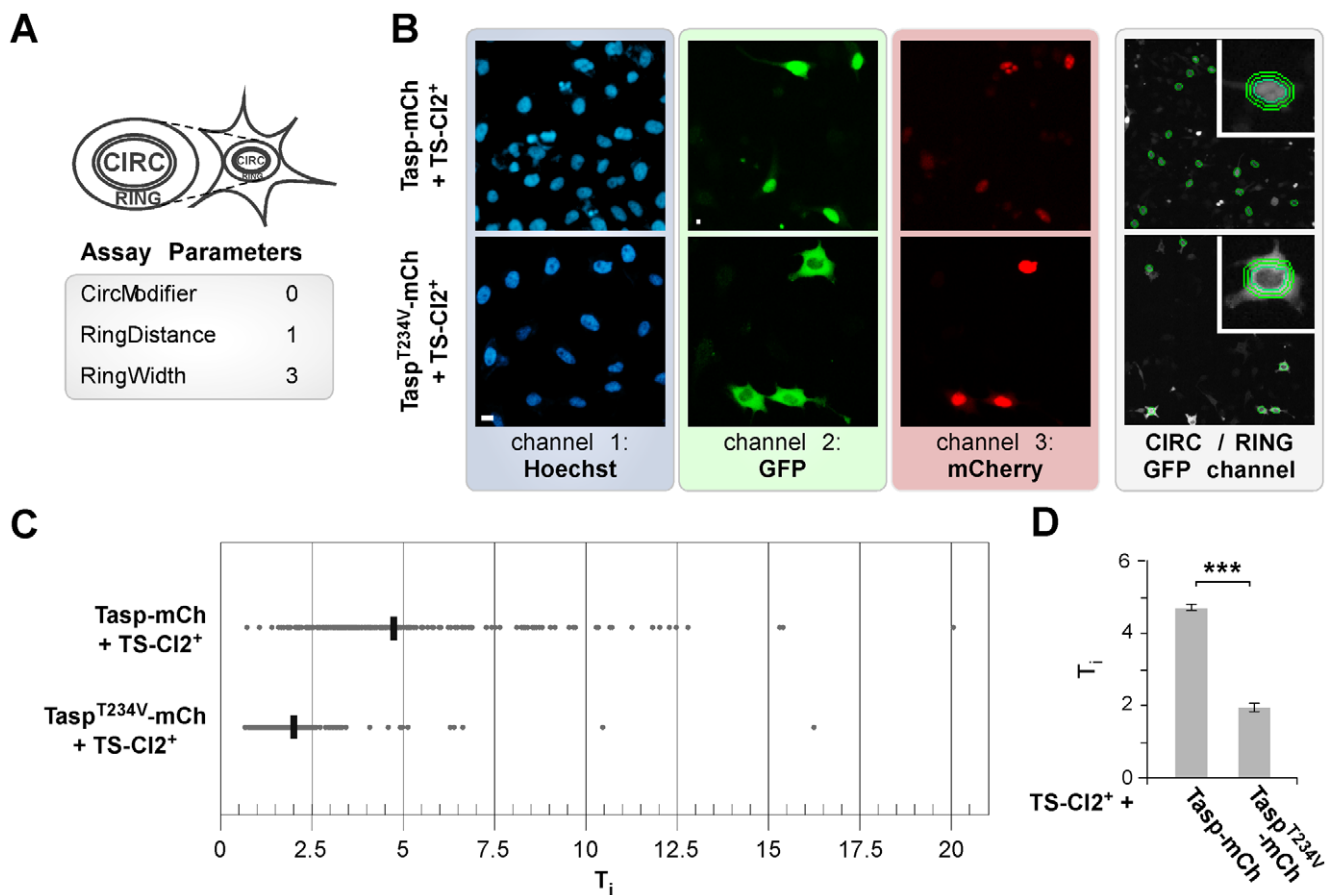 A
CIRC
RING
CIRC
RING
Assay Parameters
CircModifier 0
RingDistance 1
RingWidth 3
B
Tasp-mCh
+ TS-Cl2+
Tasp^T234V-mCh
+ TS-Cl2+
channel 1:
Hoechst
channel 2:
GFP
channel 3:
mCherry
CIRC / RING
GFP channel
C
Tasp-mCh
+ TS-Cl2+
Tasp^T234V-mCh
+ TS-Cl2+
0 2.5 5 7.5 10 12.5 15 17.5 20
Ti
D
6
4
2
0
Ti
***
TS-Cl2+ +
Tasp-mCh
Tasp^T234V
-mCh